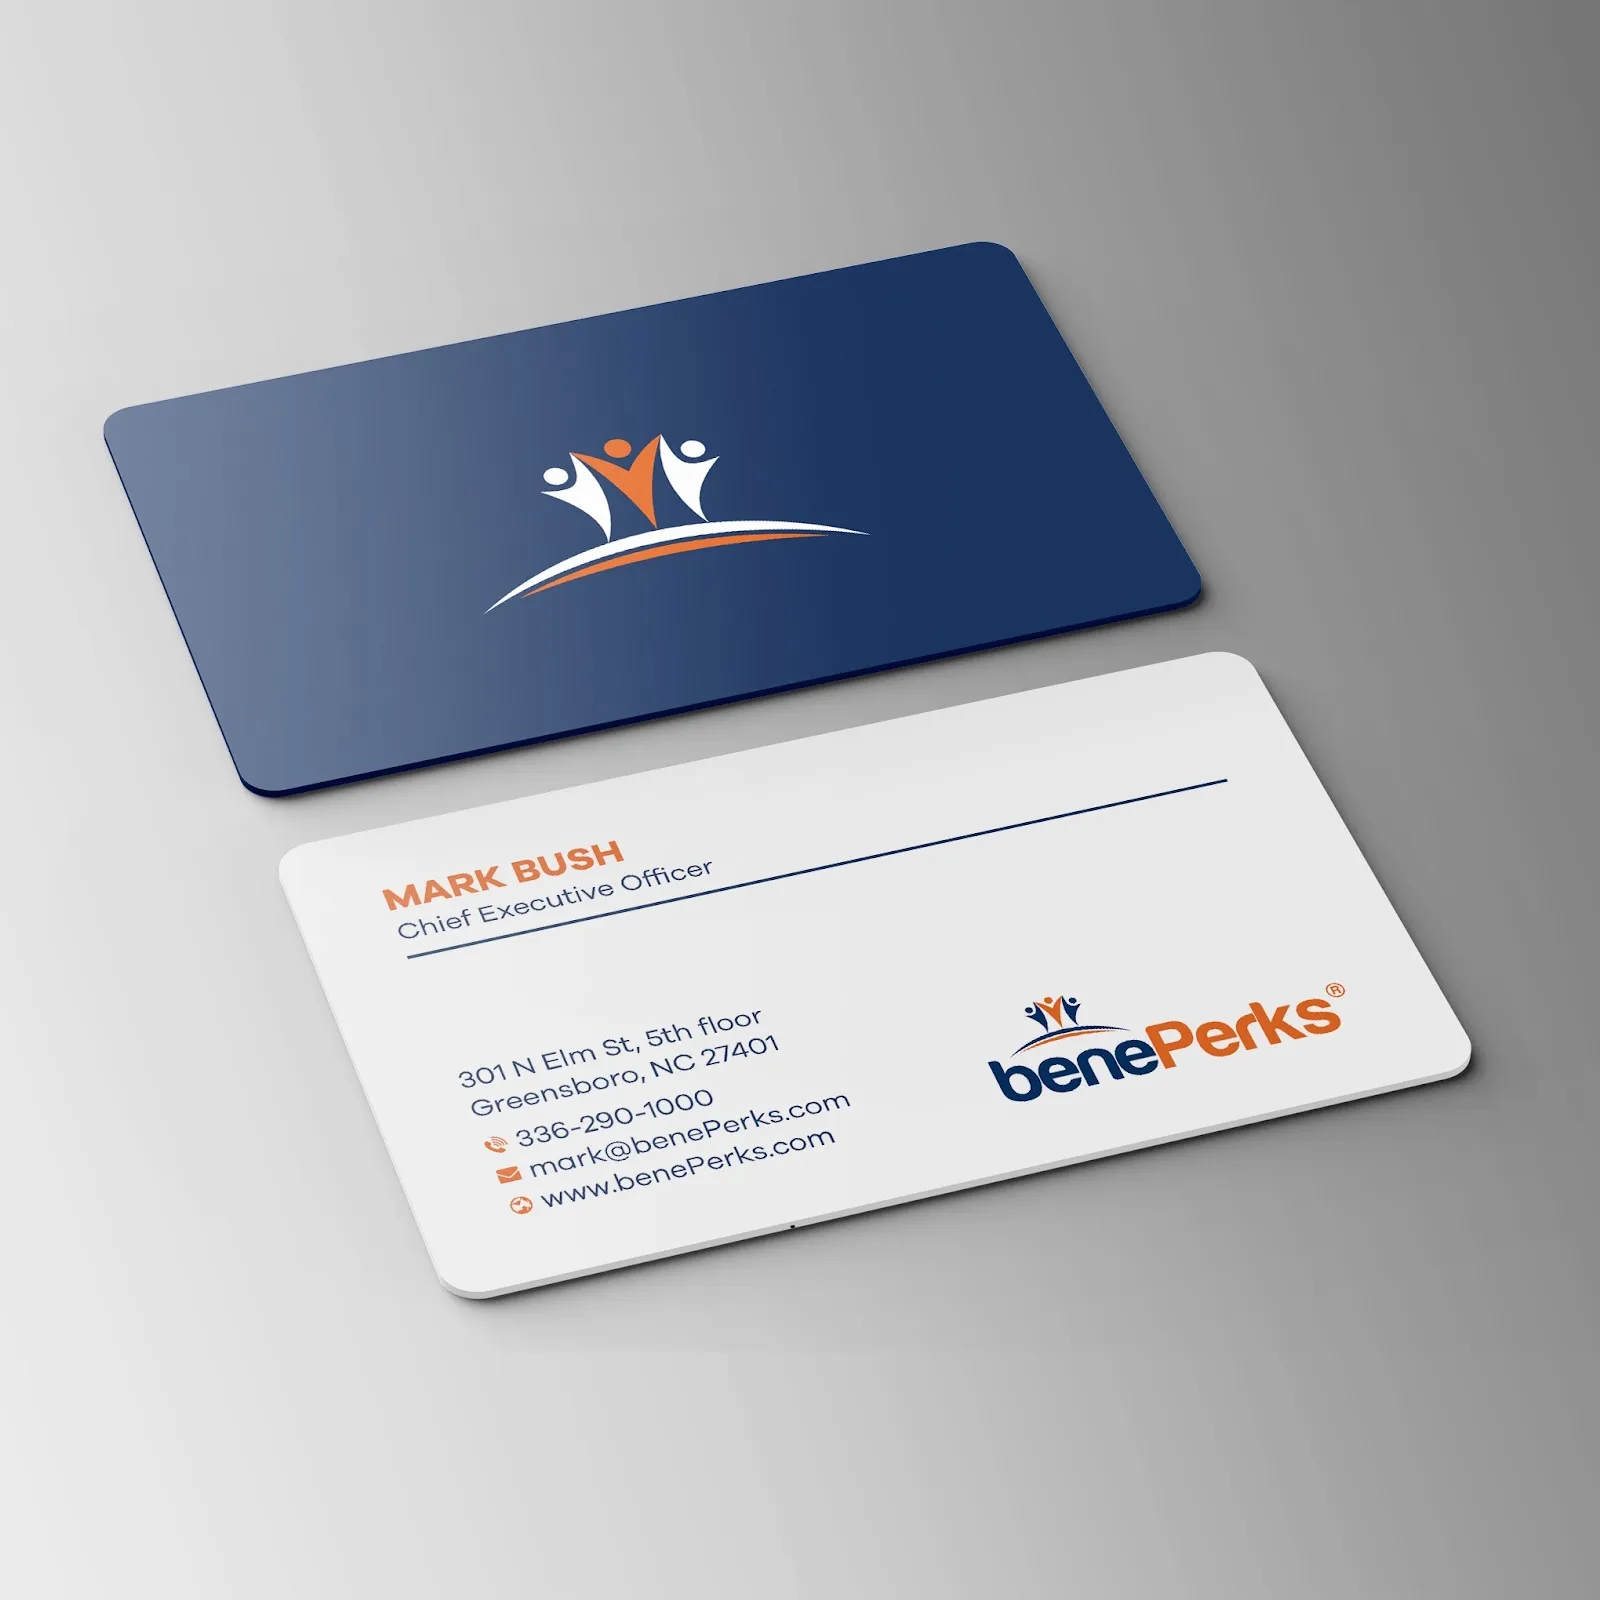 MARK BUSH
Chief Executive Officer
301 N Elm St, 5th floor
Greensboro, NC 27401
336-290-1000
mark@benePerks.com
www.benePerks.com
benePerks®